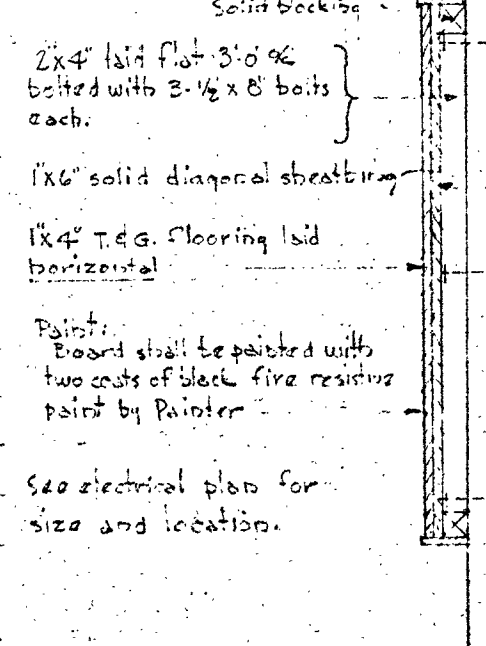 Solid blocking
2"x4" laid flat 3'-0" %
bolted with 3-½ x 8" bolts
each.
1"x6" solid diagonal sheathing
1"x4" T. & G. flooring laid
horizontal
Paint:
Board shall be painted with
two coats of black fire resistive
paint by Painter
See electrical plan for
size and location.